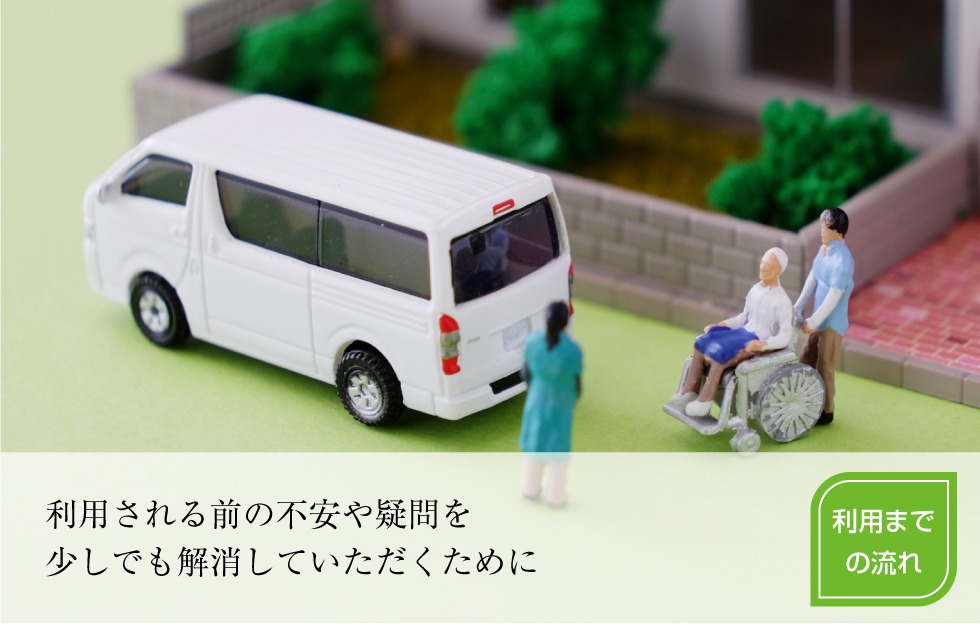 利用される前の不安や疑問を
少しでも解消していただくために
利用まで
の流れ